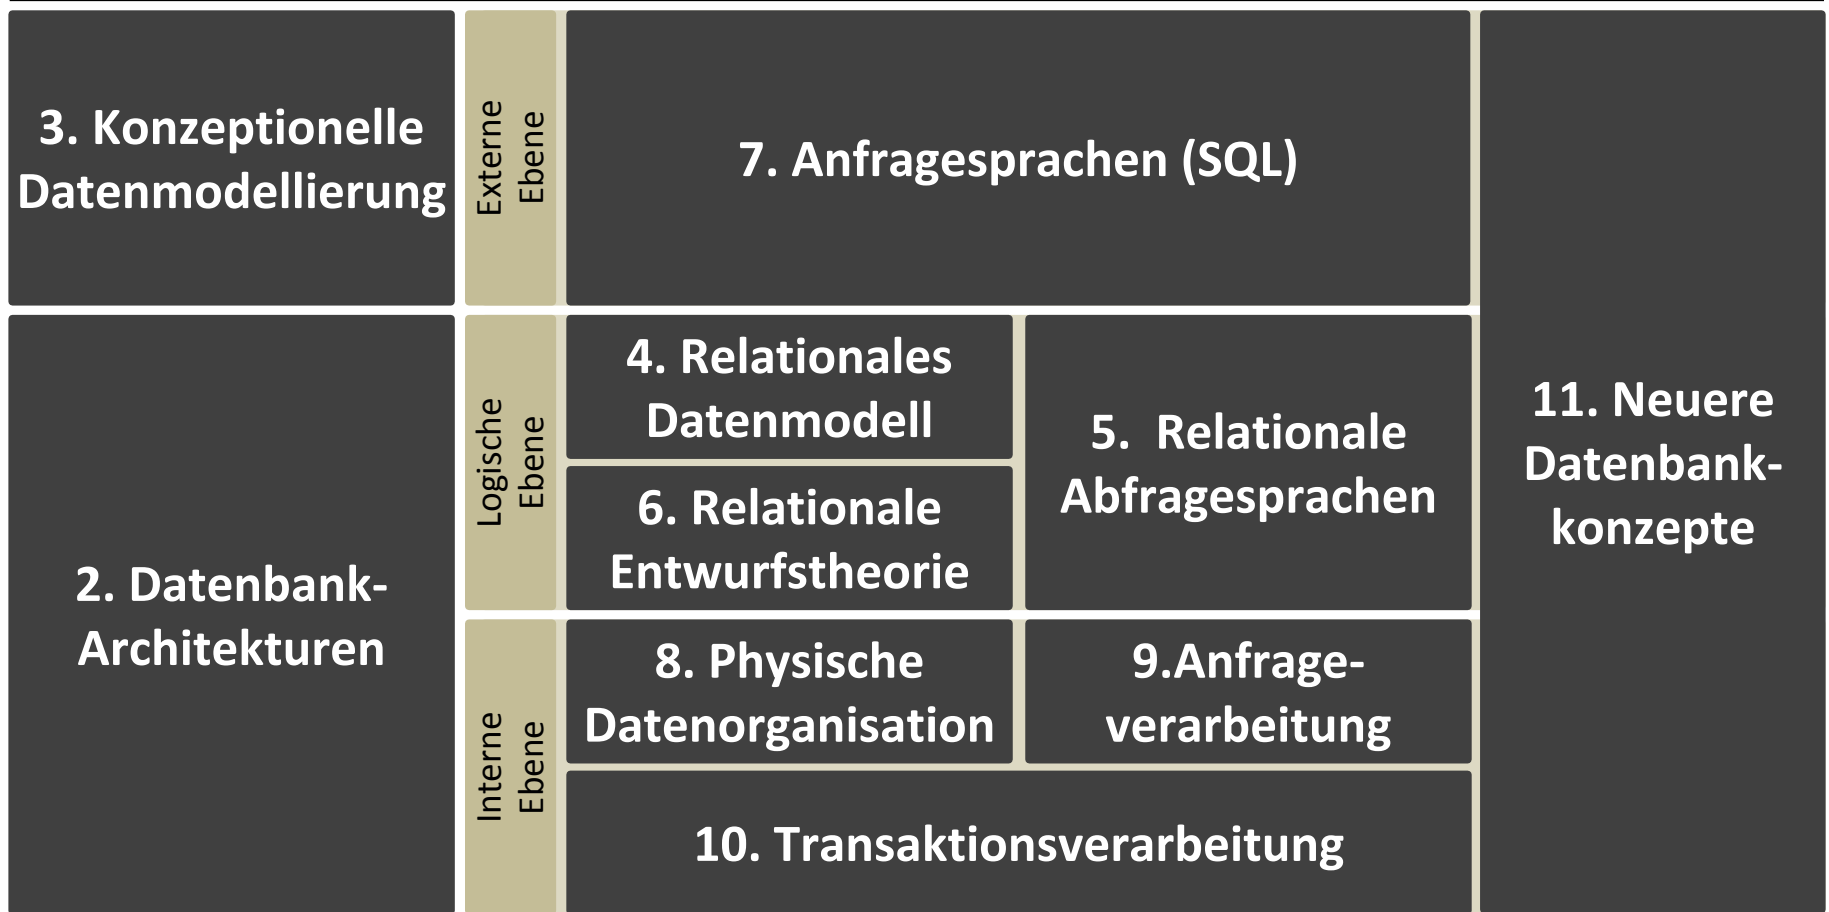 3. Konzeptionelle
Datenmodellierung
Externe
Ebene
7. Anfragesprachen (SQL)
2. Datenbank-
Architekturen
Logische
Ebene
4. Relationales
Datenmodell
6. Relationale
Entwurfstheorie
5. Relationale
Abfragesprachen
Interne
Ebene
8. Physische
Datenorganisation
9.Anfrage-
verarbeitung
10. Transaktionsverarbeitung
11. Neuere
Datenbank-
konzepte